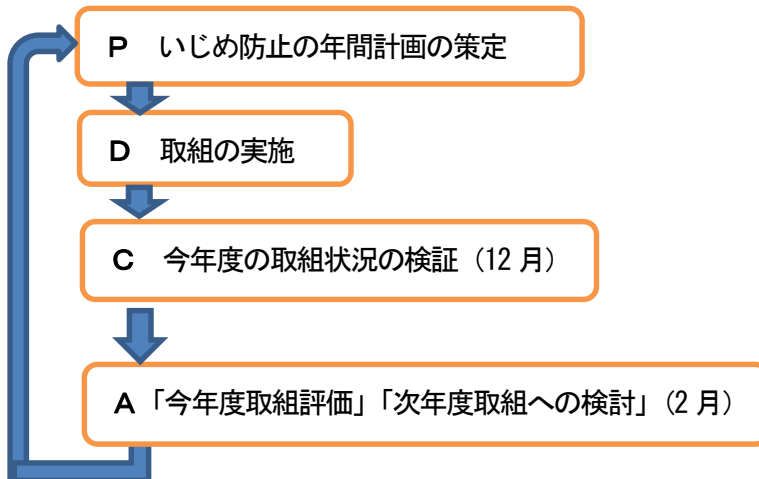 P いじめ防止の年間計画の策定
D 取組の実施
C 今年度の取組状況の検証（12月）
A「今年度取組評価」「次年度取組への検討」（2月）